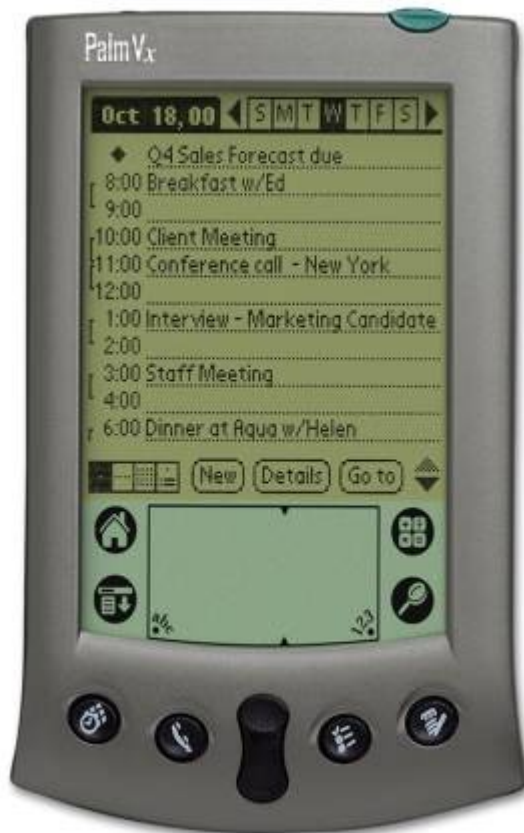 Palm Vx
Oct 18, 00 S M T W T F S
Q4 Sales Forecast due
8:00 Breakfast w/Ed
9:00
10:00 Client Meeting
11:00 Conference call - New York
12:00
1:00 Interview - Marketing Candidate
2:00
3:00 Staff Meeting
4:00
6:00 Dinner at Aqua w/Helen
New Details Go to
abc 123